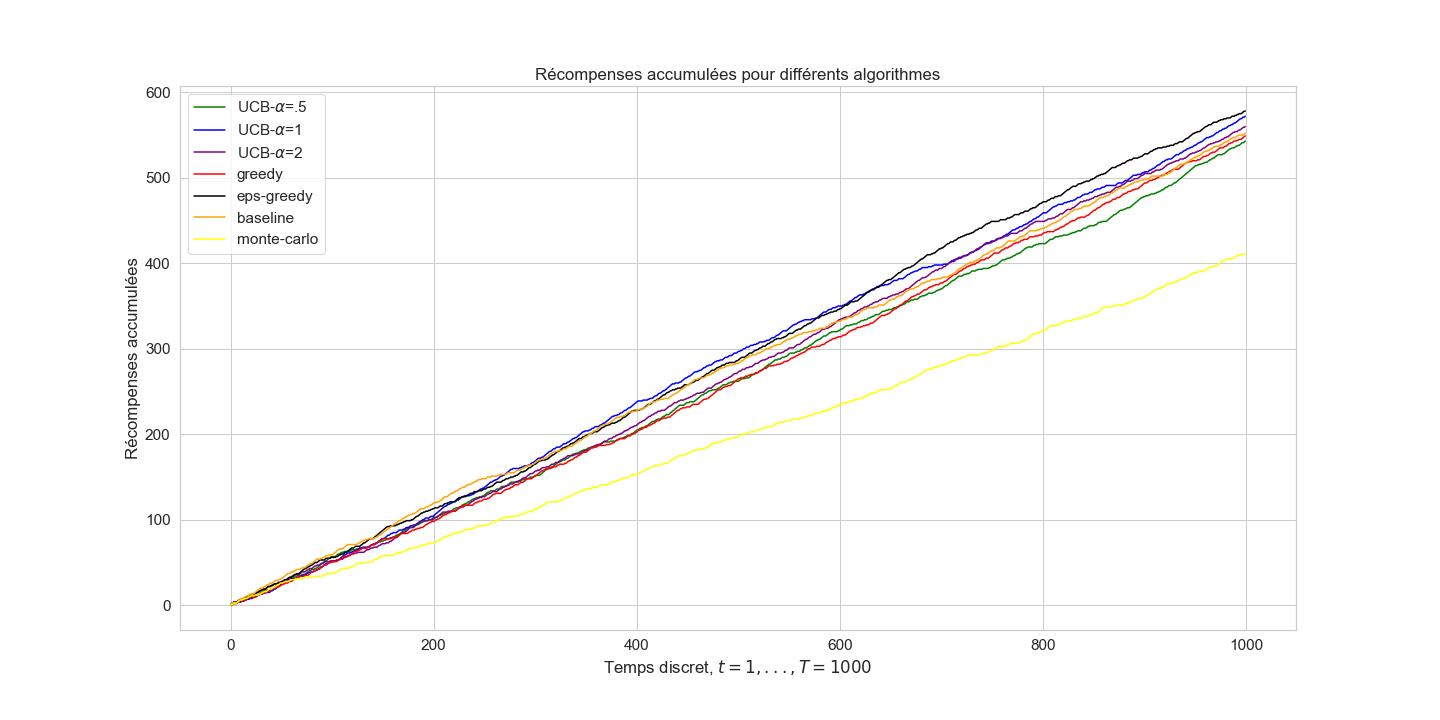 Récompenses accumulées pour différents algorithmes
600
500
400
300
200
100
0
Récompenses accumulées
UCB-α=.5
UCB-α=1
UCB-α=2
greedy
eps-greedy
baseline
monte-carlo
0 200 400 600 800 1000
Temps discret, t = 1, . . . , T = 1000